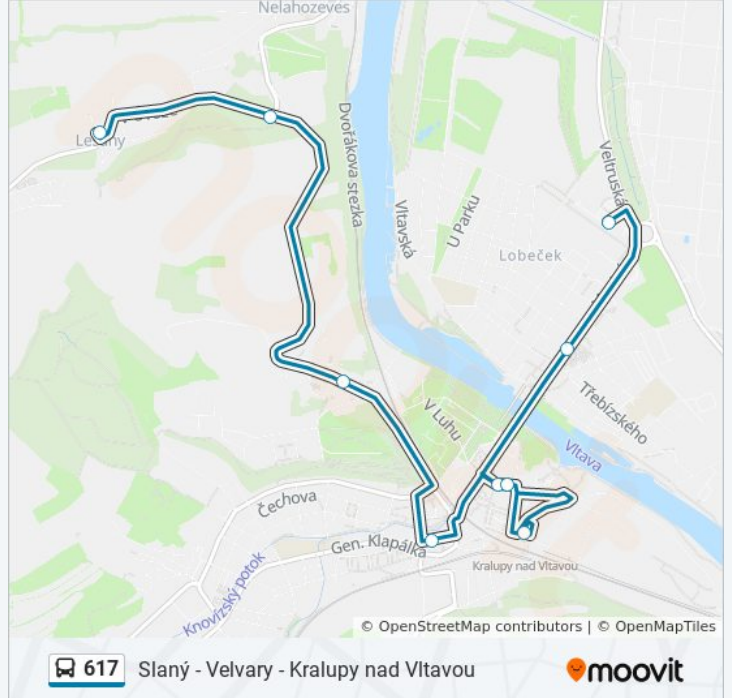 Nelahozeves
Lešany
Dvořákova stezka
Vltavská
U Parku
Veltruská
Lobeček
Třebízského
V Luhu
Vltava
Čechova
Gen. Klapálka
Kralupy nad Vltavou
Knovízský potok
© OpenStreetMap contributors | © OpenMapTiles
617 Slaný - Velvary - Kralupy nad Vltavou moovit